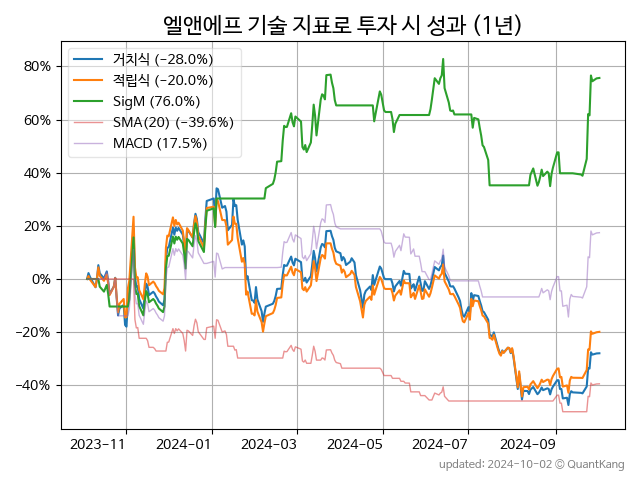 엘앤에프 기술 지표로 투자 시 성과 (1년)
거치식 (−28.0%)
적립식 (−20.0%)
SigM (76.0%)
SMA(20) (−39.6%)
MACD (17.5%)
80%
60%
40%
20%
0%
−20%
−40%
2023−11
2024−01
2024−03
2024−05
2024−07
2024−09
updated: 2024-10-02 © QuantKang